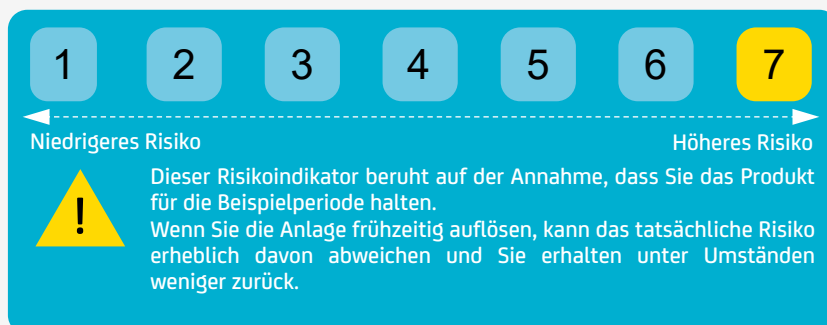 1 2 3 4 5 6 7
Niedrigeres Risiko Höheres Risiko
!
Dieser Risikoindikator beruht auf der Annahme, dass Sie das Produkt
für die Beispielperiode halten.
Wenn Sie die Anlage frühzeitig auflösen, kann das tatsächliche Risiko
erheblich davon abweichen und Sie erhalten unter Umständen
weniger zurück.